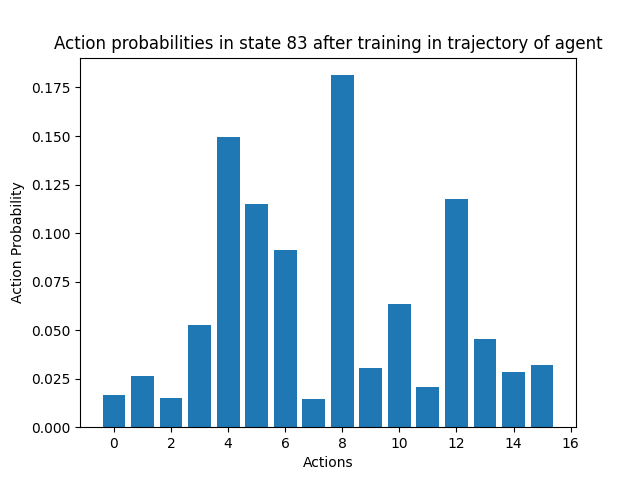 Action probabilities in state 83 after training in trajectory of agent
0.175
0.150
0.125
0.100
0.075
0.050
0.025
0.000
Action Probability
0 2 4 6 8 10 12 14 16
Actions